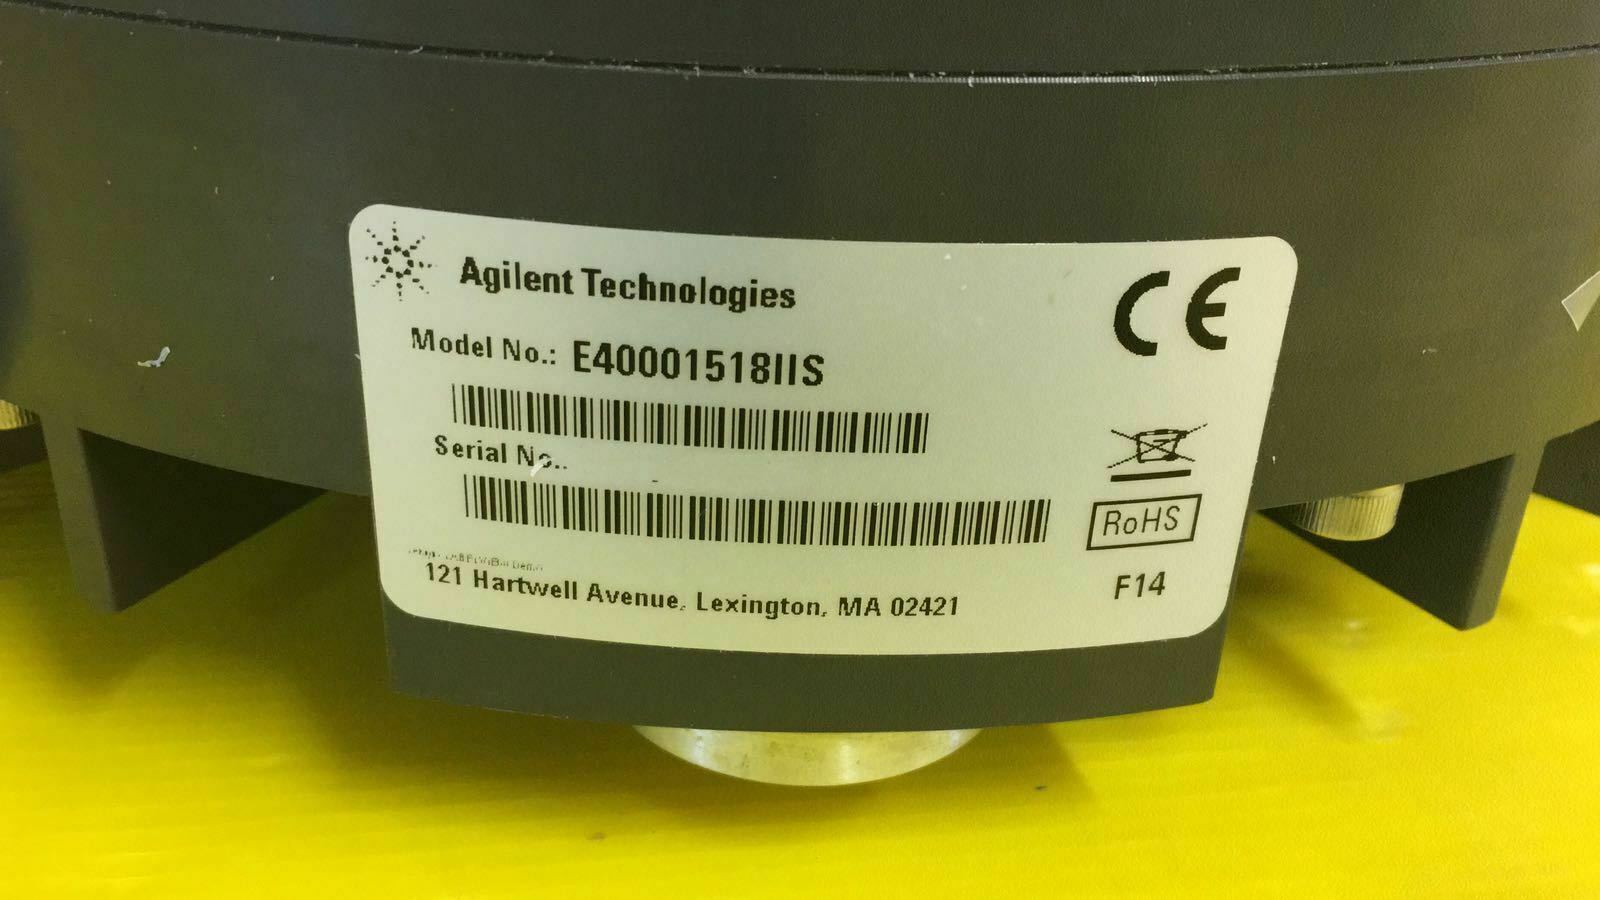 Agilent Technologies
CE
Model No.: E40001518IIS
Serial No..
RoHS
121 Hartwell Avenue, Lexington, MA 02421
F14